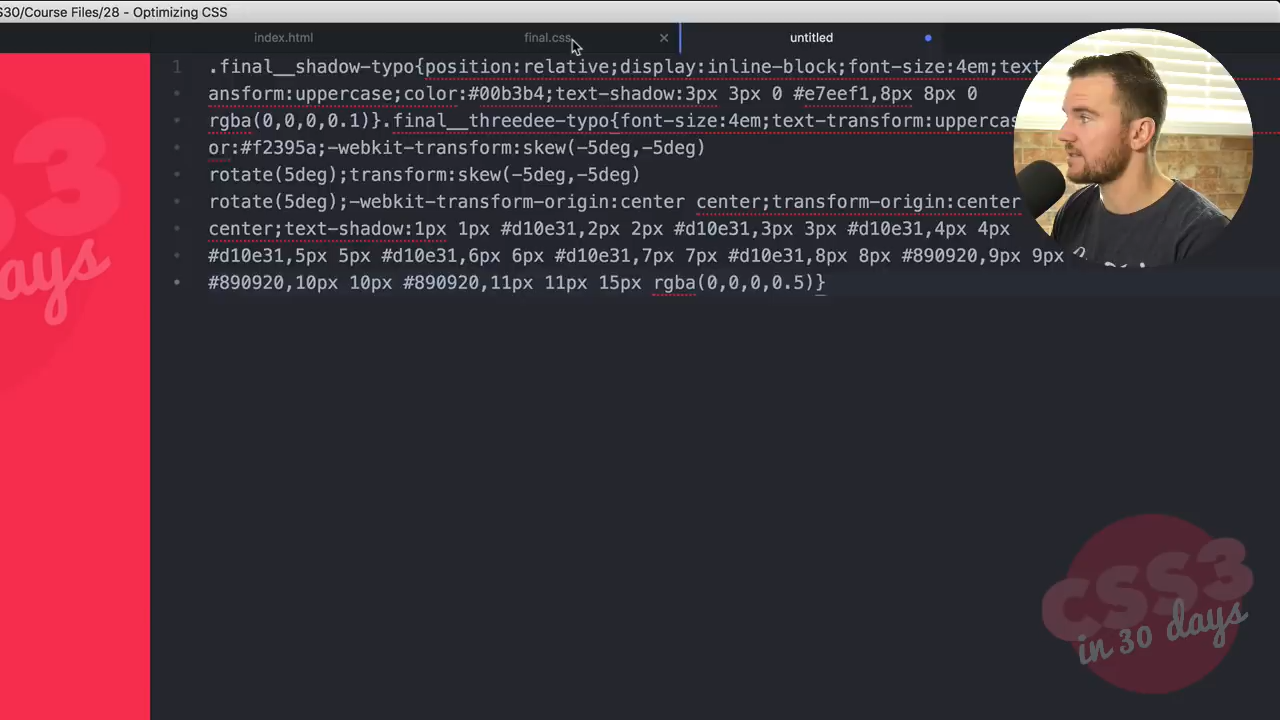 S30/Course Files/28 - Optimizing CSS
index.html
final.css
untitled
1
.final__shadow-typo{position:relative;display:inline-block;font-size:4em;text-
ansform:uppercase;color:#00b3b4;text-shadow:3px 3px 0 #e7eef1,8px 8px 0
rgba(0,0,0,0.1)}.final__threedee-typo{font-size:4em;text-transform:uppercas
or:#f2395a;-webkit-transform:skew(-5deg,-5deg)
rotate(5deg);transform:skew(-5deg,-5deg)
rotate(5deg);-webkit-transform-origin:center center;transform-origin:center
center;text-shadow:1px 1px #d10e31,2px 2px #d10e31,3px 3px #d10e31,4px 4px
#d10e31,5px 5px #d10e31,6px 6px #d10e31,7px 7px #d10e31,8px 8px #890920,9px 9px
#890920,10px 10px #890920,11px 11px 15px rgba(0,0,0,0.5)}
S3
days
CSS3
in 30 days